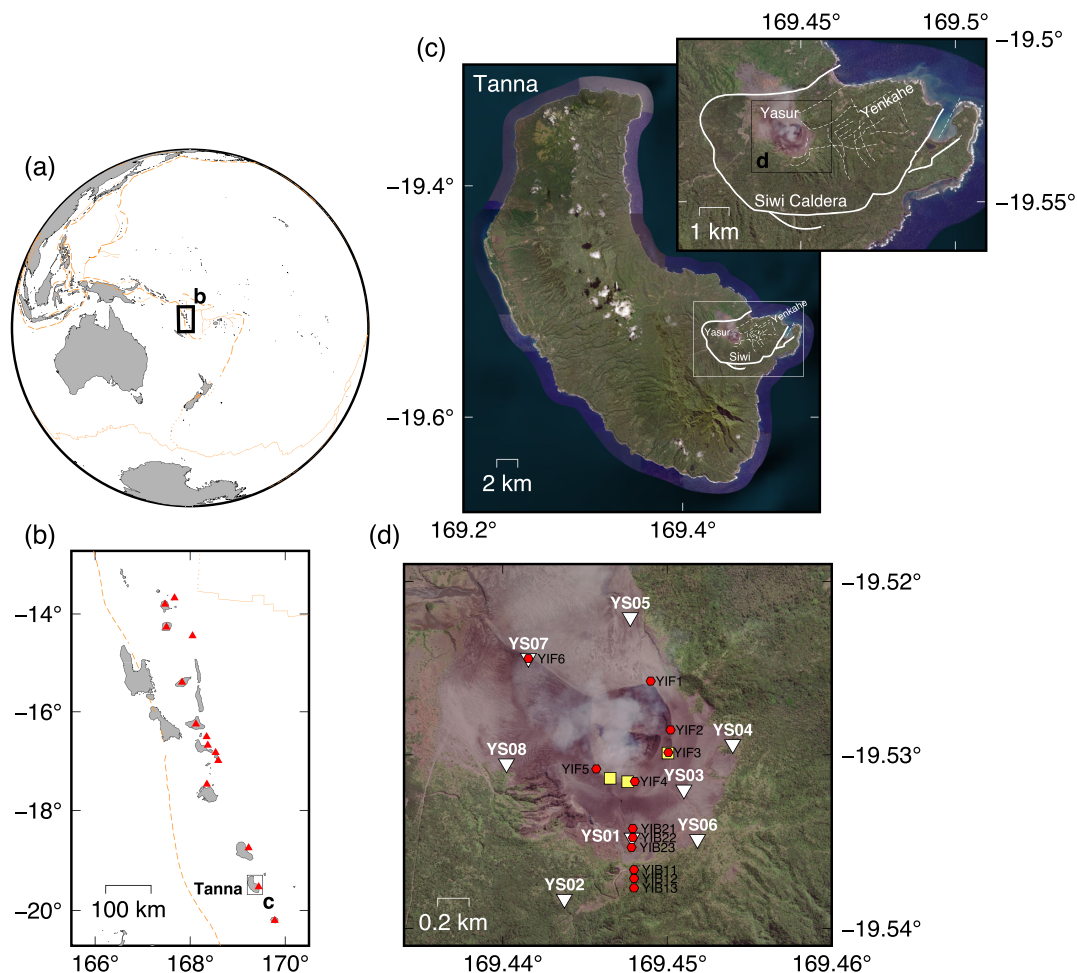 (a)
b
(b)
−14°
−16°
−18°
−20°
Tanna
c
100 km
166°
168°
170°
(c)
Tanna
−19.4°
−19.6°
2 km
169.2°
169.4°
Yasur
Yenkahe
Siwi
169.45°
169.5°
−19.5°
−19.55°
Yasur
Yenkahe
d
Siwi Caldera
1 km
(d)
YS05
YS07
YIF6
YIF1
YIF2
YS04
YIF3
YS08
YIF5
YIF4
YS03
YIB21
YS01
YIB22
YS06
YIB23
YIB11
YIB12
YIB13
YS02
0.2 km
−19.52°
−19.53°
−19.54°
169.44°
169.45°
169.46°